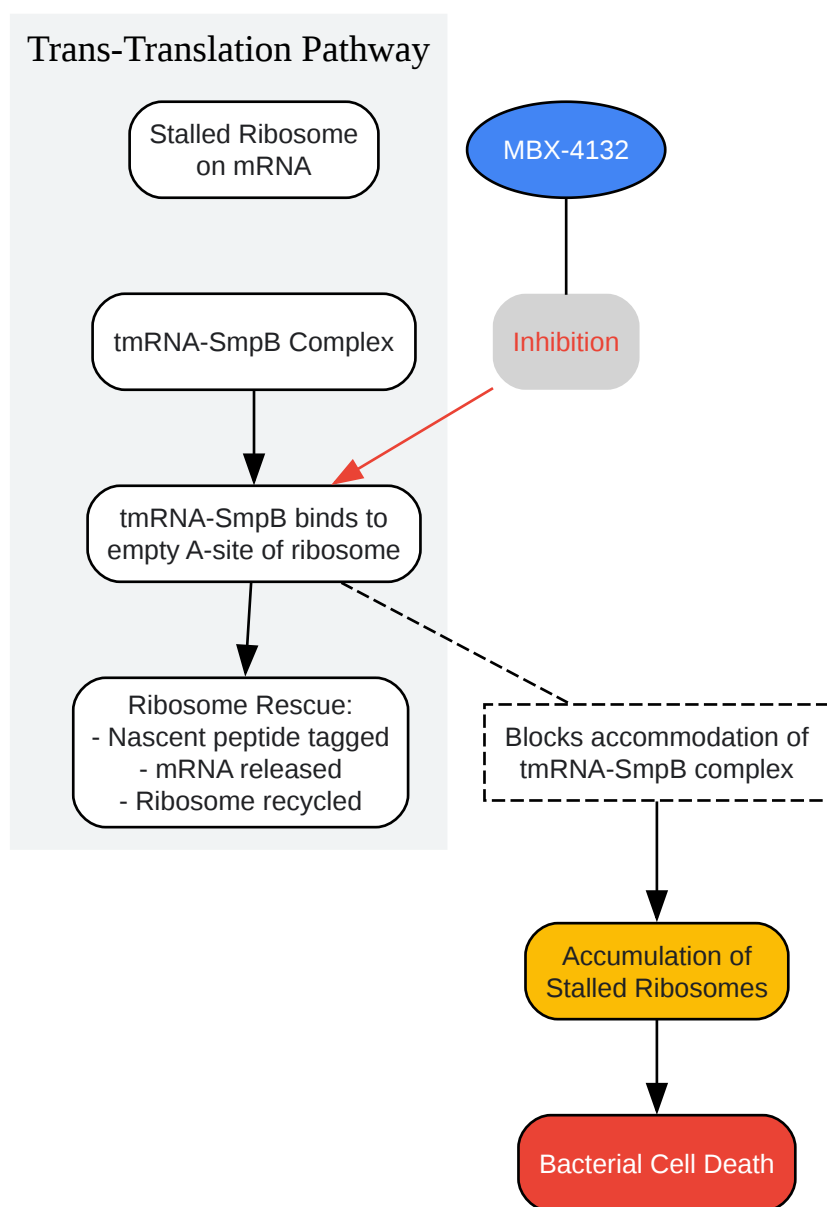 Trans-Translation Pathway
Stalled Ribosome
on mRNA
MBX-4132
tmRNA-SmpB Complex
Inhibition
tmRNA-SmpB binds to
empty A-site of ribosome
Ribosome Rescue:
- Nascent peptide tagged
- mRNA released
- Ribosome recycled
Blocks accommodation of
tmRNA-SmpB complex
Accumulation of
Stalled Ribosomes
Bacterial Cell Death